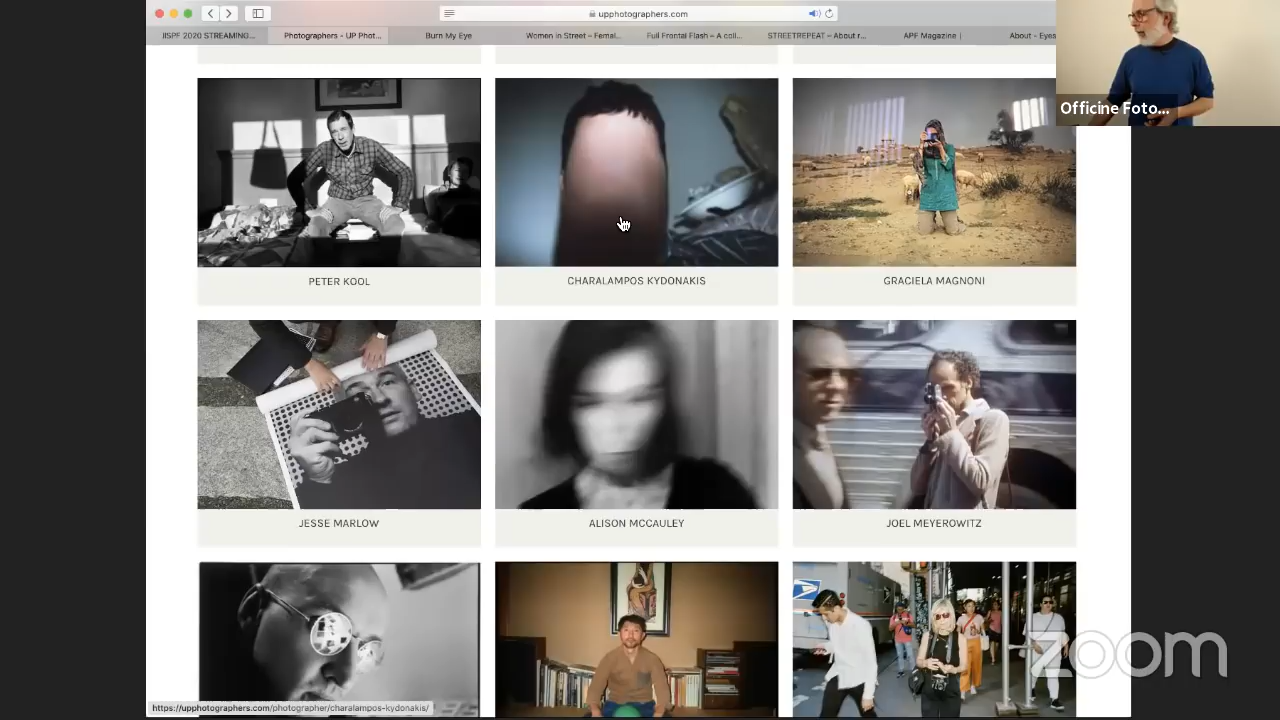 upphotographers.com
JISPF 2020 STREAMING...
Photographers - UP Phot...
Burn My Eye
Women in Street – Femal...
Full Frontal Flash – A coll...
STREETREPEAT – About r...
APF Magazine |
About - Eyes
Officine Foto...
PETER KOOL
CHARALAMPOS KYDONAKIS
GRACIELA MAGNONI
JESSE MARLOW
ALISON MCCAULEY
JOEL MEYEROWITZ
zoom
https://upphotographers.com/photographer/charalampos-kydonakis/